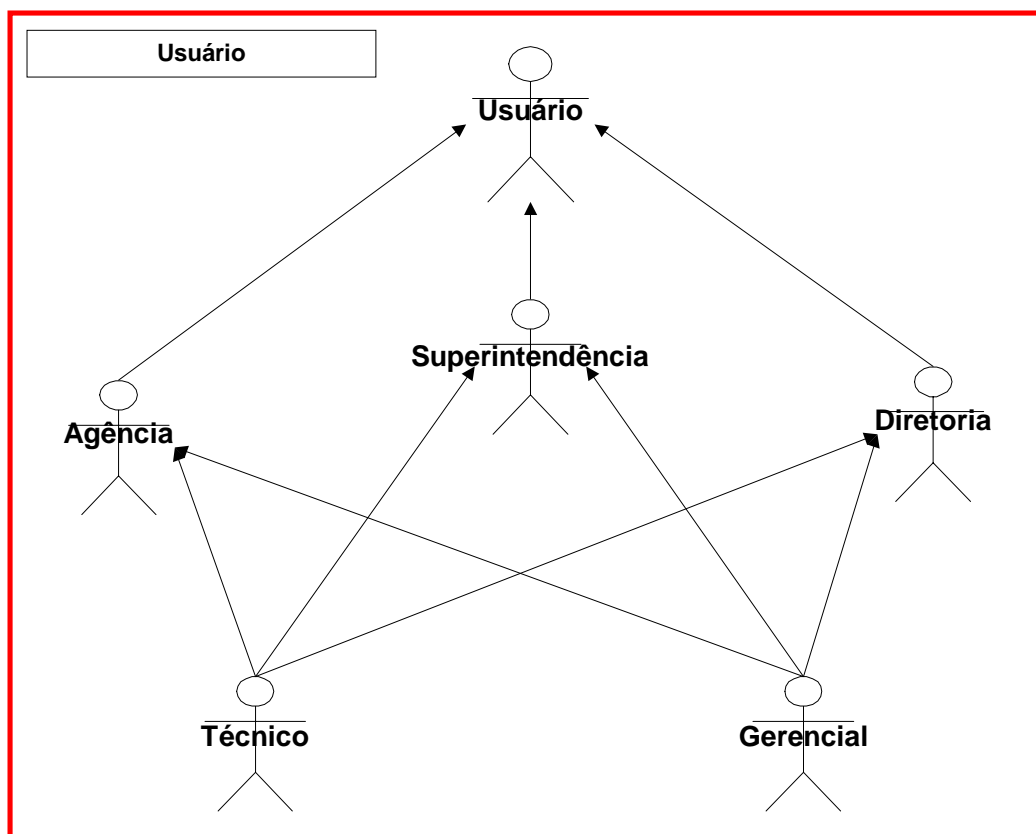 Usuário
Usuário
Superintendência
Agência
Diretoria
Técnico
Gerencial